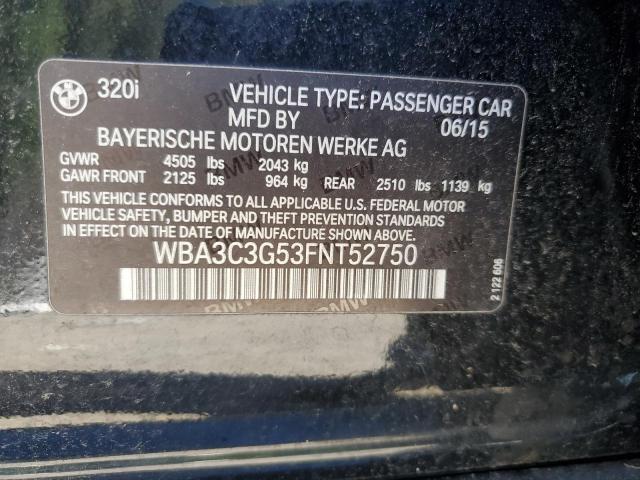 BMW 320i VEHICLE TYPE: PASSENGER CAR
MFD BY 06/15
BAYERISCHE MOTOREN WERKE AG
GVWR 4505 lbs 2043 kg
GAWR FRONT 2125 lbs 964 kg REAR 2510 lbs 1139 kg
THIS VEHICLE CONFORMS TO ALL APPLICABLE U.S. FEDERAL MOTOR
VEHICLE SAFETY, BUMPER AND THEFT PREVENTION STANDARDS
IN EFFECT ON THE DATE OF MANUFACTURE SHOWN ABOVE.
WBA3C3G53FNT52750
2 122 606